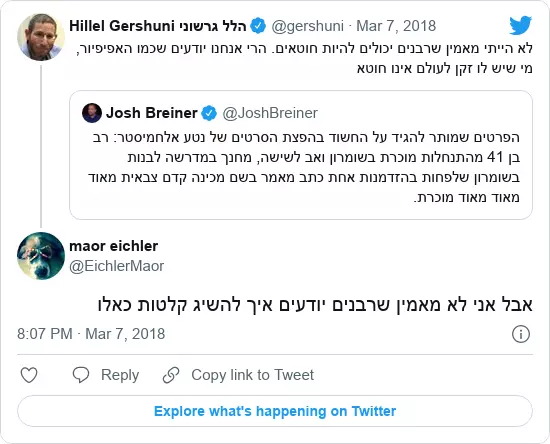 Hillel Gershuni הלל גרשוני @gershuni · Mar 7, 2018
לא הייתי מאמין שרבנים יכולים להיות חוטאים. הרי אנחנו יודעים שכמו האפיפיור,
מי שיש לו זקן לעולם אינו חוטא
Josh Breiner @JoshBreiner
הפרטים שמותר להגיד על החשוד בהפצת הסרטים של נטע אלחמיסטר: רב
בן 41 מהתנחלות מוכרת בשומרון ואב לשישה, מחנך במדרשה לבנות
בשומרון שלפחות בהזדמנות אחת כתב מאמר בשם מכינה קדם צבאית מאוד
מאוד מאוד מוכרת.
maor eichler
@EichlerMaor
אבל אני לא מאמין שרבנים יודעים איך להשיג קלטות כאלו
8:07 PM · Mar 7, 2018
Reply
Copy link to Tweet
Explore what's happening on Twitter